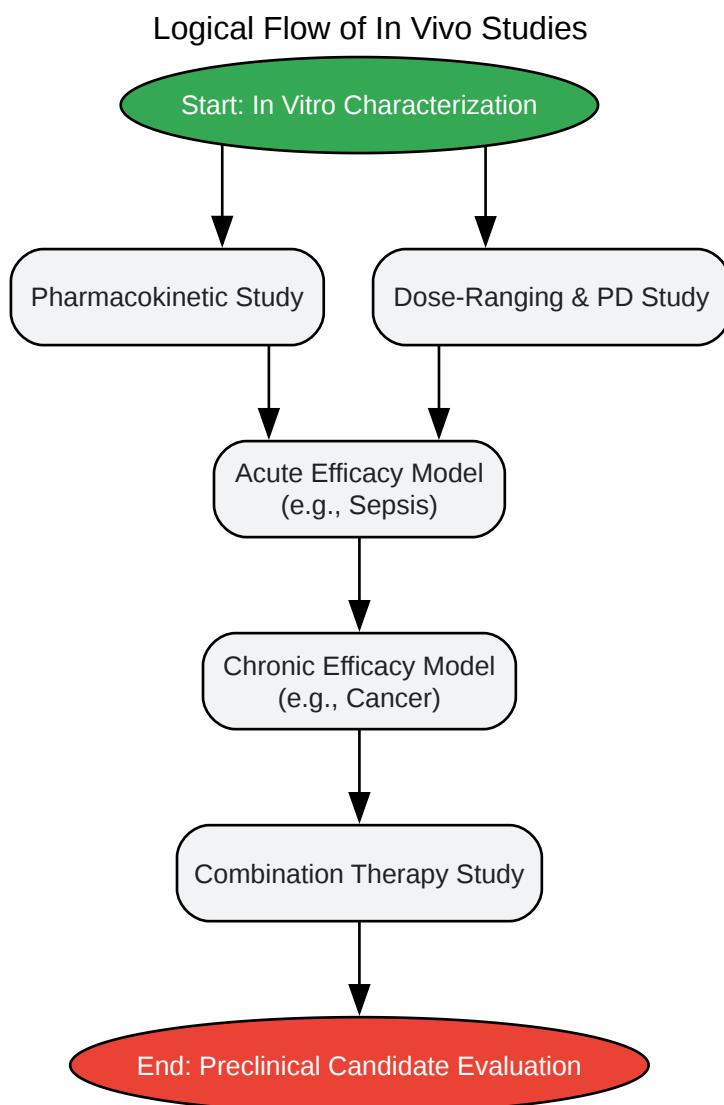 Logical Flow of In Vivo Studies
Start: In Vitro Characterization
Pharmacokinetic Study
Dose-Ranging & PD Study
Acute Efficacy Model
(e.g., Sepsis)
Chronic Efficacy Model
(e.g., Cancer)
Combination Therapy Study
End: Preclinical Candidate Evaluation